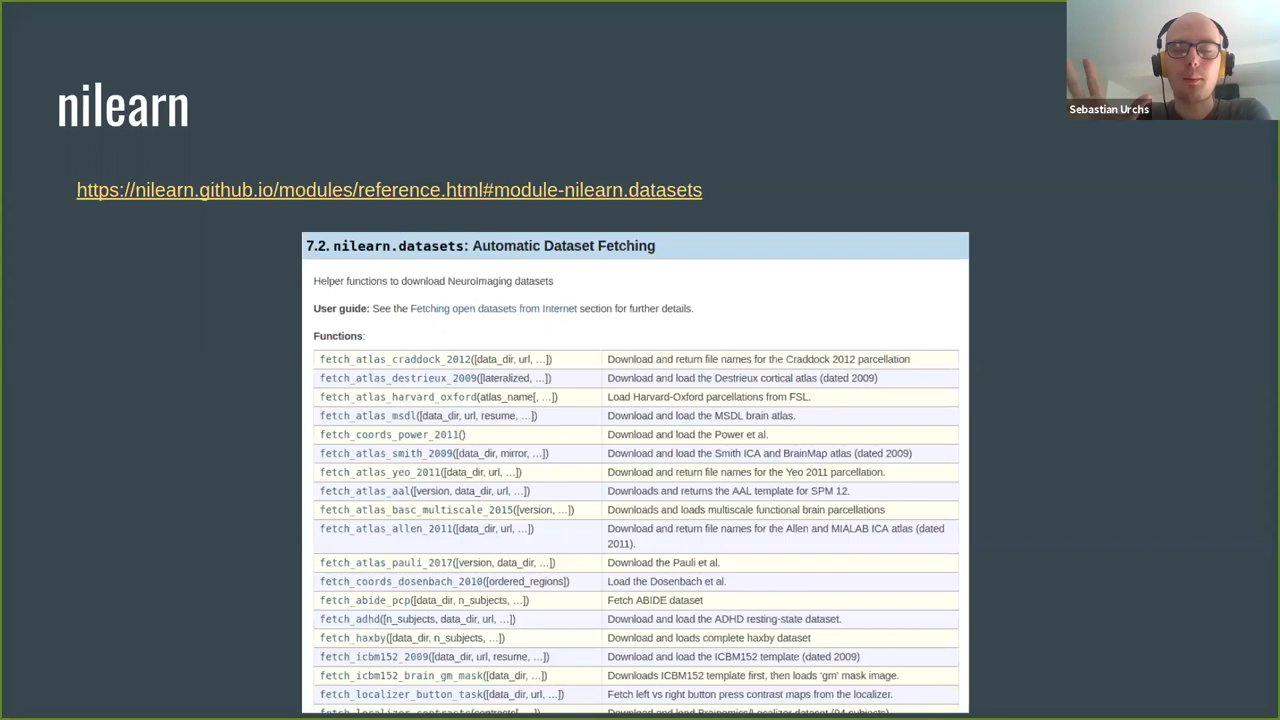 nilearn
Sebastian Urchs
https://nilearn.github.io/modules/reference.html#module-nilearn.datasets
7.2. nilearn.datasets: Automatic Dataset Fetching
Helper functions to download NeuroImaging datasets
User guide: See the Fetching open datasets from Internet section for further details.
Functions:
fetch_atlas_craddock_2012([data_dir, url, …]) Download and return file names for the Craddock 2012 parcellation
fetch_atlas_destrieux_2009([lateralized, …]) Download and load the Destrieux cortical atlas (dated 2009)
fetch_atlas_harvard_oxford(atlas_name[, …]) Load Harvard-Oxford parcellations from FSL.
fetch_atlas_msdl([data_dir, url, resume, …]) Download and load the MSDL brain atlas.
fetch_coords_power_2011() Download and load the Power et al.
fetch_atlas_smith_2009([data_dir, mirror, …]) Download and load the Smith ICA and BrainMap atlas (dated 2009)
fetch_atlas_yeo_2011([data_dir, url, …]) Download and return file names for the Yeo 2011 parcellation.
fetch_atlas_aal([version, data_dir, url, …]) Downloads and returns the AAL template for SPM 12.
fetch_atlas_basc_multiscale_2015([version, …]) Downloads and loads multiscale functional brain parcellations
fetch_atlas_allen_2011([data_dir, url, …]) Download and return file names for the Allen and MIALAB ICA atlas (dated
2011).
fetch_atlas_pauli_2017([version, data_dir, …]) Download the Pauli et al.
fetch_coords_dosenbach_2010([ordered_regions]) Load the Dosenbach et al.
fetch_abide_pcp([data_dir, n_subjects, …]) Fetch ABIDE dataset
fetch_adhd([n_subjects, data_dir, url, …]) Download and load the ADHD resting-state dataset.
fetch_haxby([data_dir, n_subjects, …]) Download and loads complete haxby dataset
fetch_icbm152_2009([data_dir, url, resume, …]) Download and load the ICBM152 template (dated 2009)
fetch_icbm152_brain_gm_mask([data_dir, …]) Downloads ICBM152 template first, then loads ‘gm’ mask image.
fetch_localizer_button_task([data_dir, url, …]) Fetch left vs right button press contrast maps from the localizer.